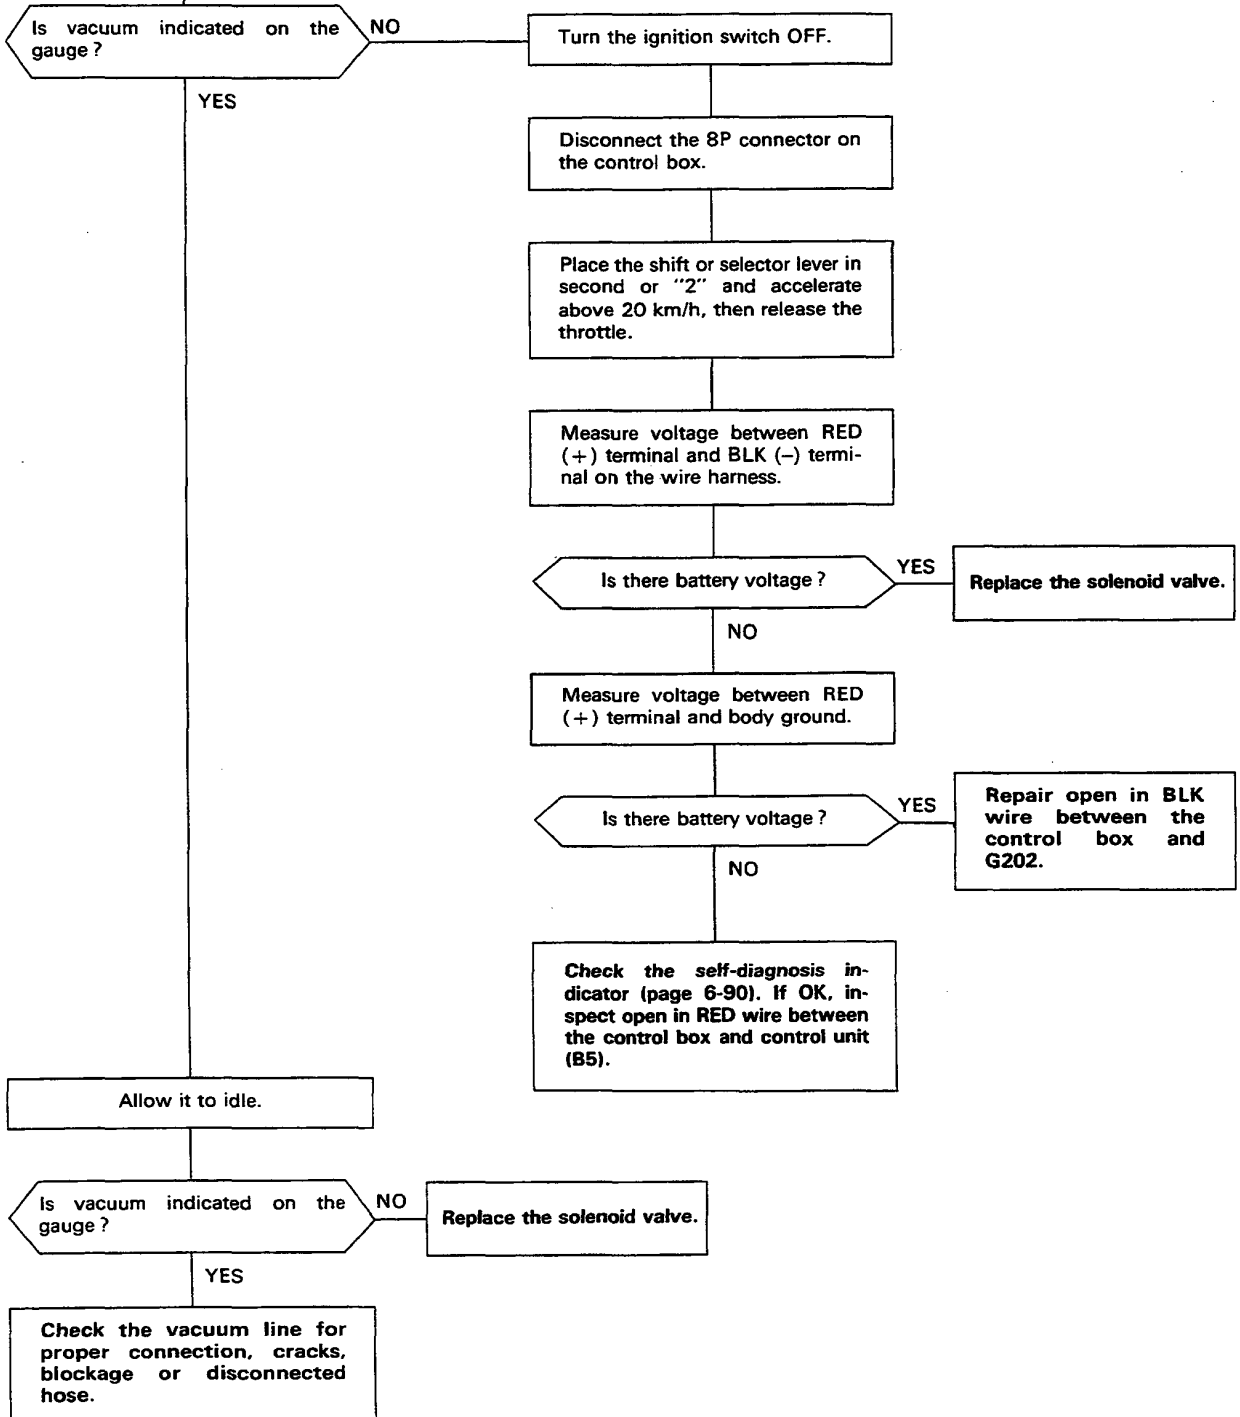 Is vacuum indicated on the
gauge?
NO
YES
Turn the ignition switch OFF.
Disconnect the 8P connector on
the control box.
Place the shift or selector lever in
second or "2" and accelerate
above 20 km/h, then release the
throttle.
Measure voltage between RED
(+) terminal and BLK (–) termi-
nal on the wire harness.
Is there battery voltage?
YES
Replace the solenoid valve.
NO
Measure voltage between RED
(+) terminal and body ground.
Is there battery voltage?
YES
Repair open in BLK
wire between the
control box and
G202.
NO
Check the self-diagnosis in-
dicator (page 6-90). If OK, in-
spect open in RED wire between
the control box and control unit
(B5).
Allow it to idle.
Is vacuum indicated on the
gauge?
NO
Replace the solenoid valve.
YES
Check the vacuum line for
proper connection, cracks,
blockage or disconnected
hose.